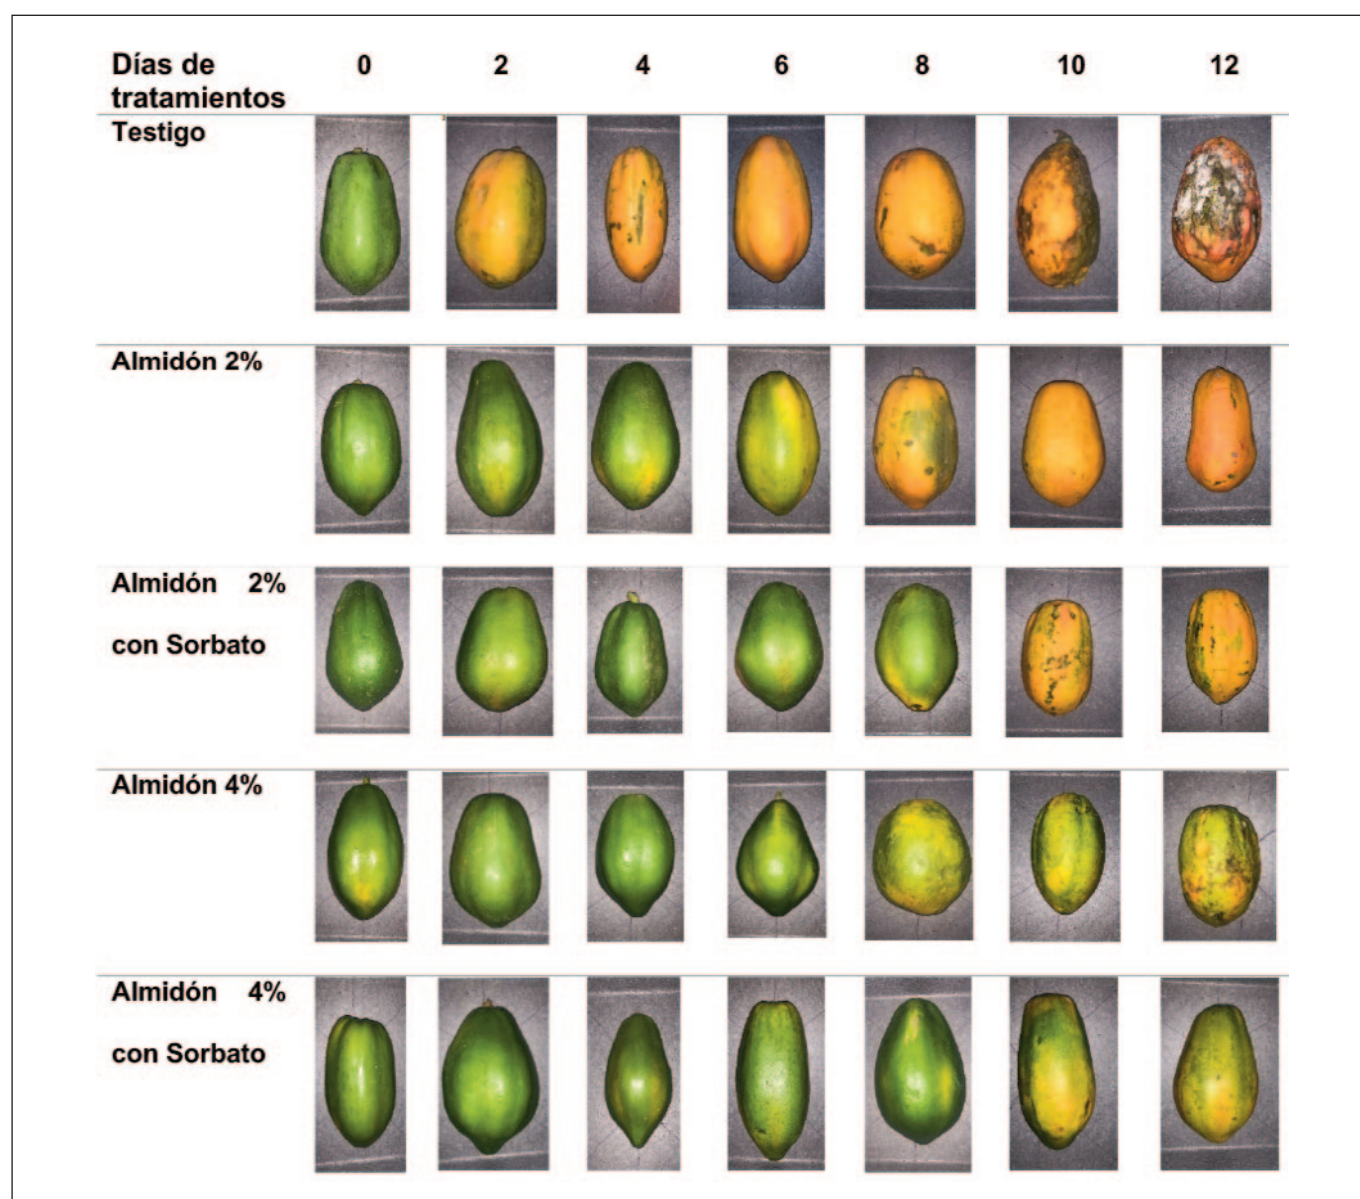 Días de 0 2 4 6 8 10 12
tratamientos
Testigo
Almidón 2%
Almidón 2%
con Sorbato
Almidón 4%
Almidón 4%
con Sorbato